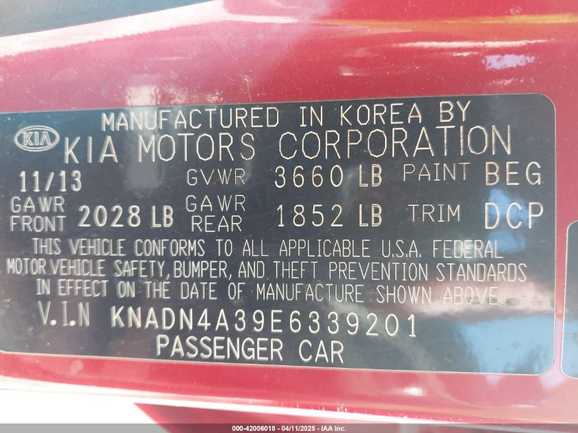 MANUFACTURED IN KOREA BY
KIA KIA MOTORS CORPORATION
11/13 GVWR 3660 LB PAINT BEG
GAWR FRONT 2028 LB GAWR REAR 1852 LB TRIM DCP
THIS VEHICLE CONFORMS TO ALL APPLICABLE U.S.A. FEDERAL
MOTOR VEHICLE SAFETY, BUMPER, AND THEFT PREVENTION STANDARDS
IN EFFECT ON THE DATE OF MANUFACTURE SHOWN ABOVE.
V.I.N KNADN4A39E6339201
PASSENGER CAR
000-42006018 - 04/11/2025 - IAA Inc.